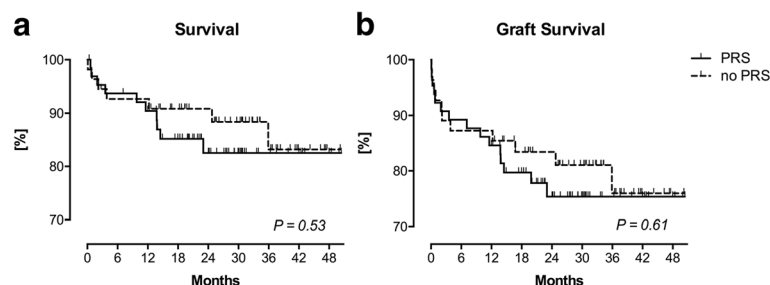 a
Survival
100
90
80
70
[%]
P = 0.53
0 6 12 18 24 30 36 42 48
Months
b
Graft Survival
100
90
80
70
[%]
P = 0.61
0 6 12 18 24 30 36 42 48
Months
PRS
no PRS